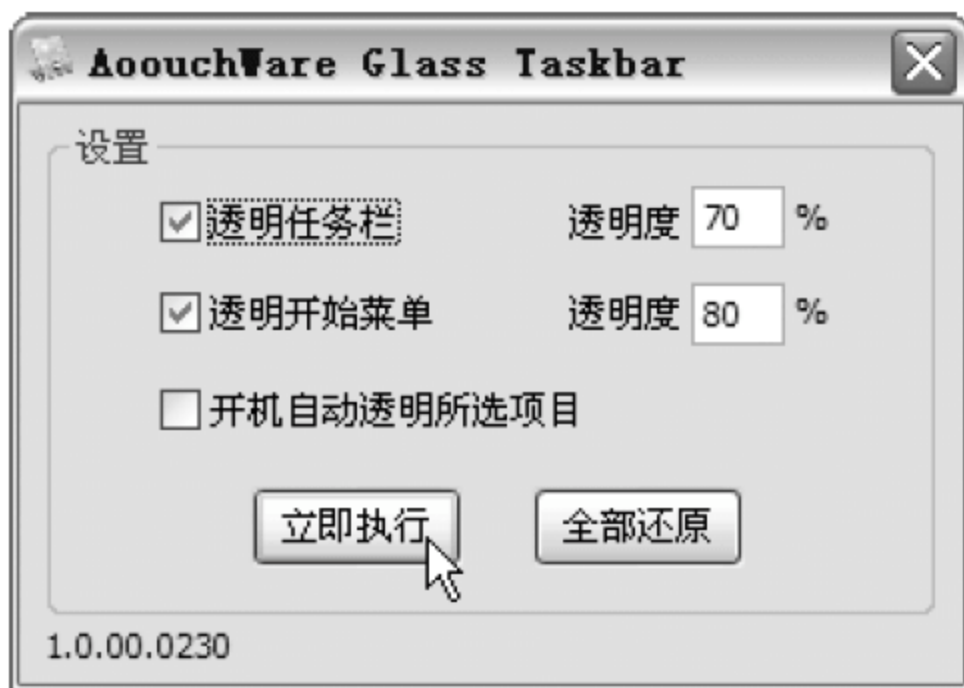 AoouchWare Glass Taskbar
设置
透明任务栏 透明度 70 %
透明开始菜单 透明度 80 %
开机自动透明所选项目
立即执行 全部还原
1.0.00.0230